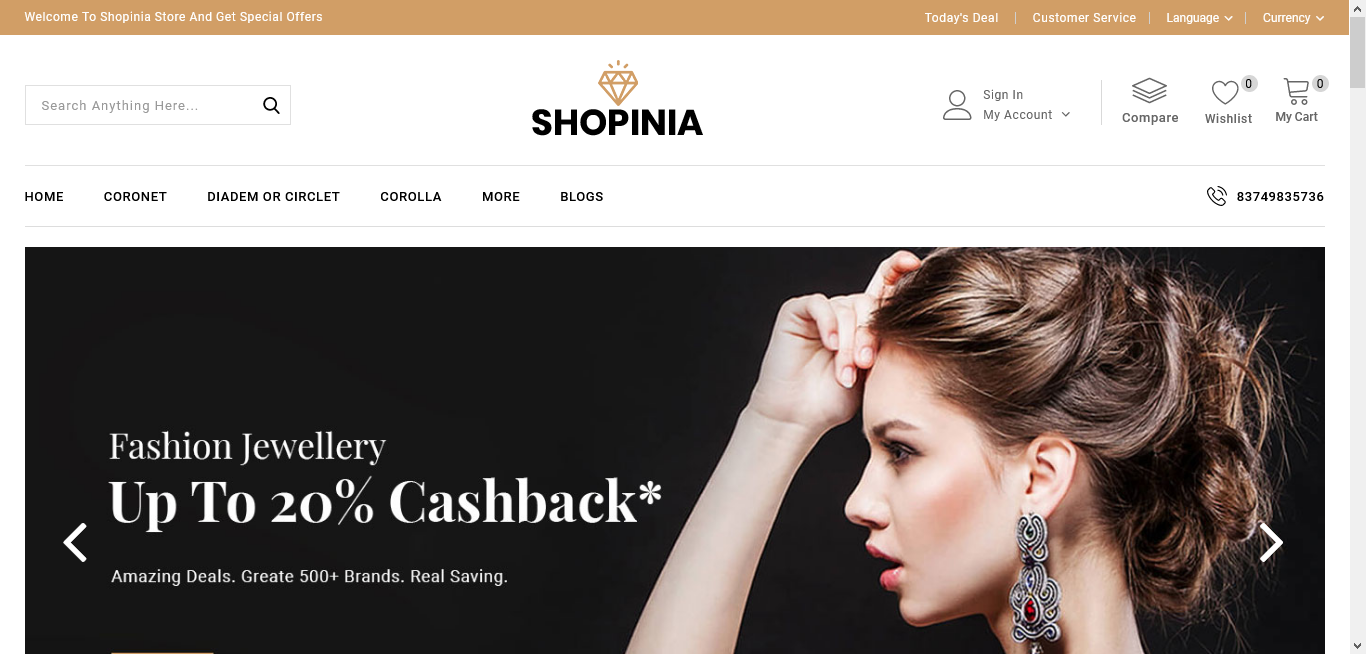 Welcome To Shopinia Store And Get Special Offers
Today's Deal
Customer Service
Language
Currency
Search Anything Here...
SHOPINIA
Sign In
My Account
Compare
0
Wishlist
0
My Cart
HOME
CORONET
DIADEM OR CIRCLET
COROLLA
MORE
BLOGS
83749835736
Fashion Jewellery
Up To 20% Cashback*
Amazing Deals. Greate 500+ Brands. Real Saving.